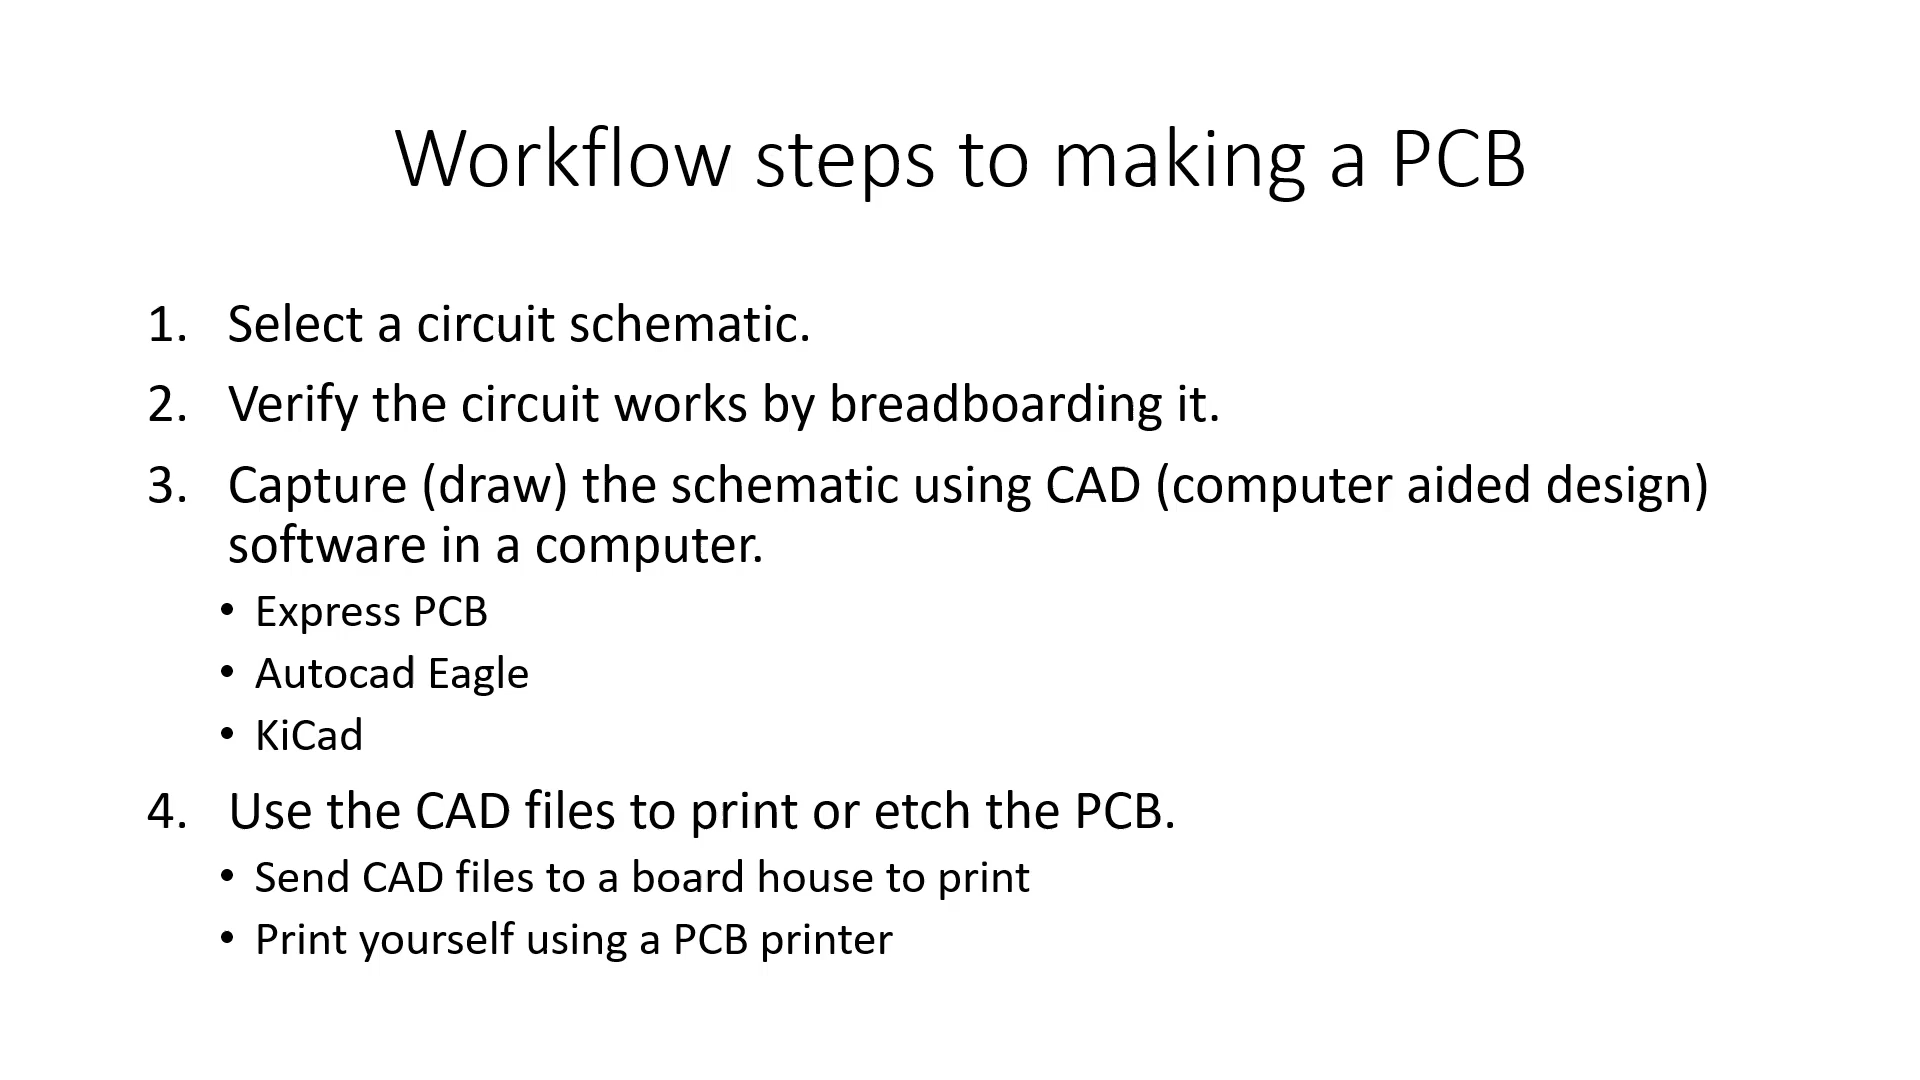 Workflow steps to making a PCB
1. Select a circuit schematic.
2. Verify the circuit works by breadboarding it.
3. Capture (draw) the schematic using CAD (computer aided design)
software in a computer.
• Express PCB
• Autocad Eagle
• KiCad
4. Use the CAD files to print or etch the PCB.
• Send CAD files to a board house to print
• Print yourself using a PCB printer